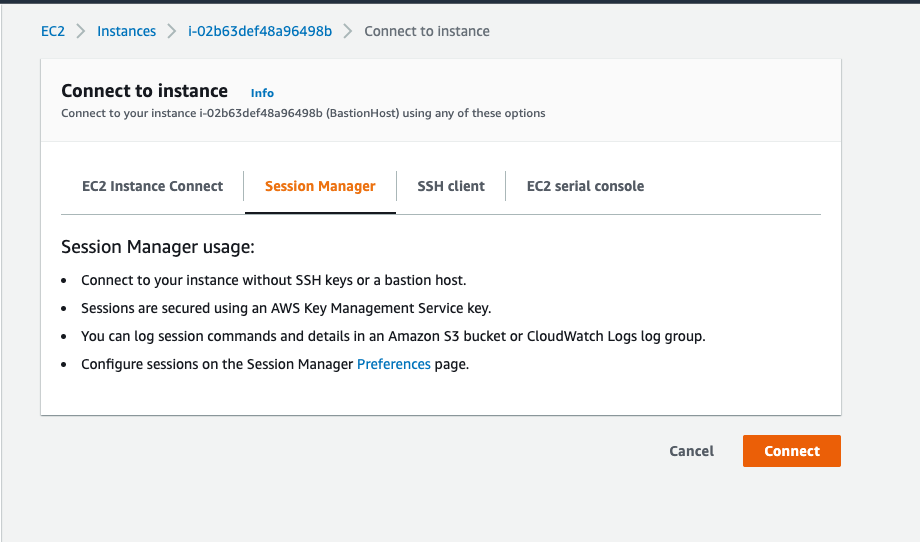 EC2 > Instances > i-02b63def48a96498b > Connect to instance
Connect to instance Info
Connect to your instance i-02b63def48a96498b (BastionHost) using any of these options
EC2 Instance Connect Session Manager SSH client EC2 serial console
Session Manager usage:
• Connect to your instance without SSH keys or a bastion host.
• Sessions are secured using an AWS Key Management Service key.
• You can log session commands and details in an Amazon S3 bucket or CloudWatch Logs log group.
• Configure sessions on the Session Manager Preferences page.
Cancel Connect